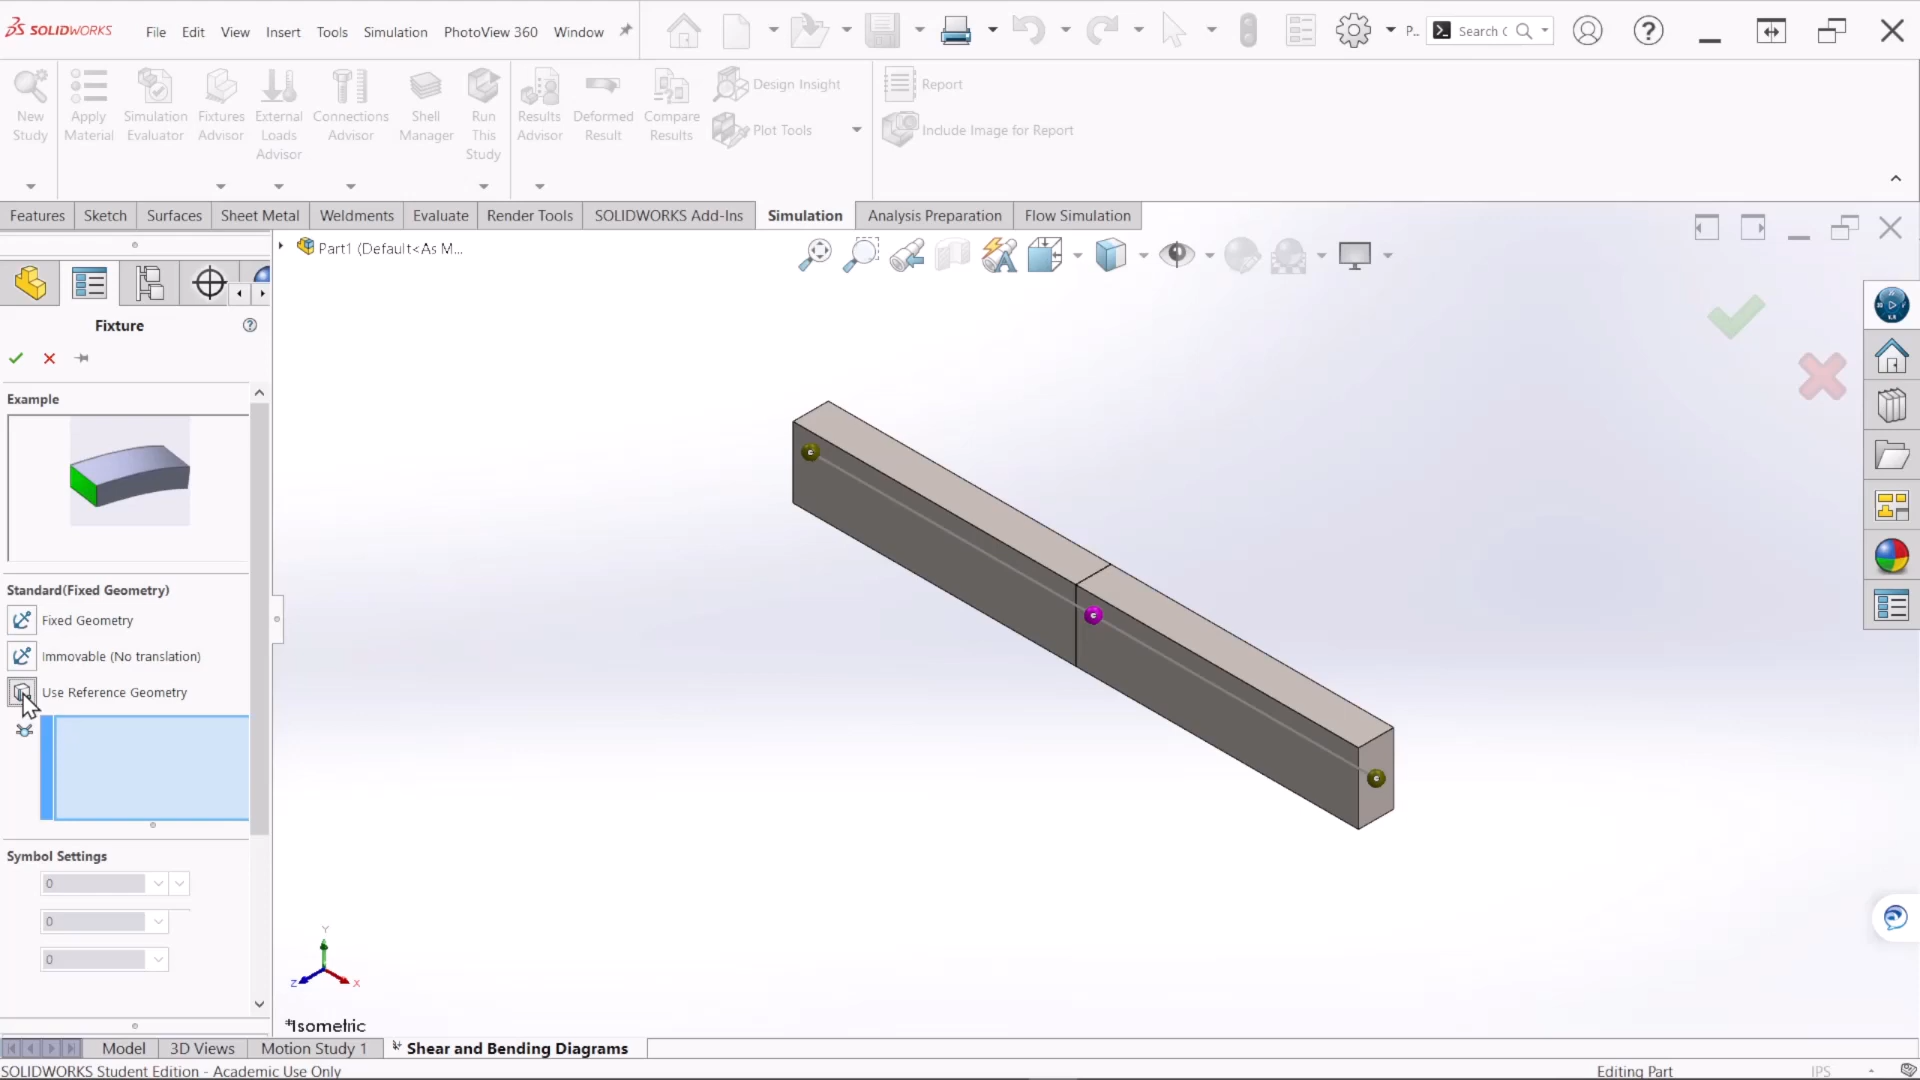 SOLIDWORKS
File Edit View Insert Tools Simulation PhotoView 360 Window
P..
Search C
New Study
Apply Material
Simulation Evaluator
Fixtures Advisor
External Loads Advisor
Connections Advisor
Shell Manager
Run This Study
Results Advisor
Deformed Result
Compare Results
Design Insight
Plot Tools
Report
Include Image for Report
Features Sketch Surfaces Sheet Metal Weldments Evaluate Render Tools SOLIDWORKS Add-Ins Simulation Analysis Preparation Flow Simulation
Part1 (Default<As M...
Fixture
Example
Standard(Fixed Geometry)
Fixed Geometry
Immovable (No translation)
Use Reference Geometry
Symbol Settings
0
0
0
Y
Z
X
*Isometric
Model 3D Views Motion Study 1 Shear and Bending Diagrams
SOLIDWORKS Student Edition - Academic Use Only
Editing Part
IPS